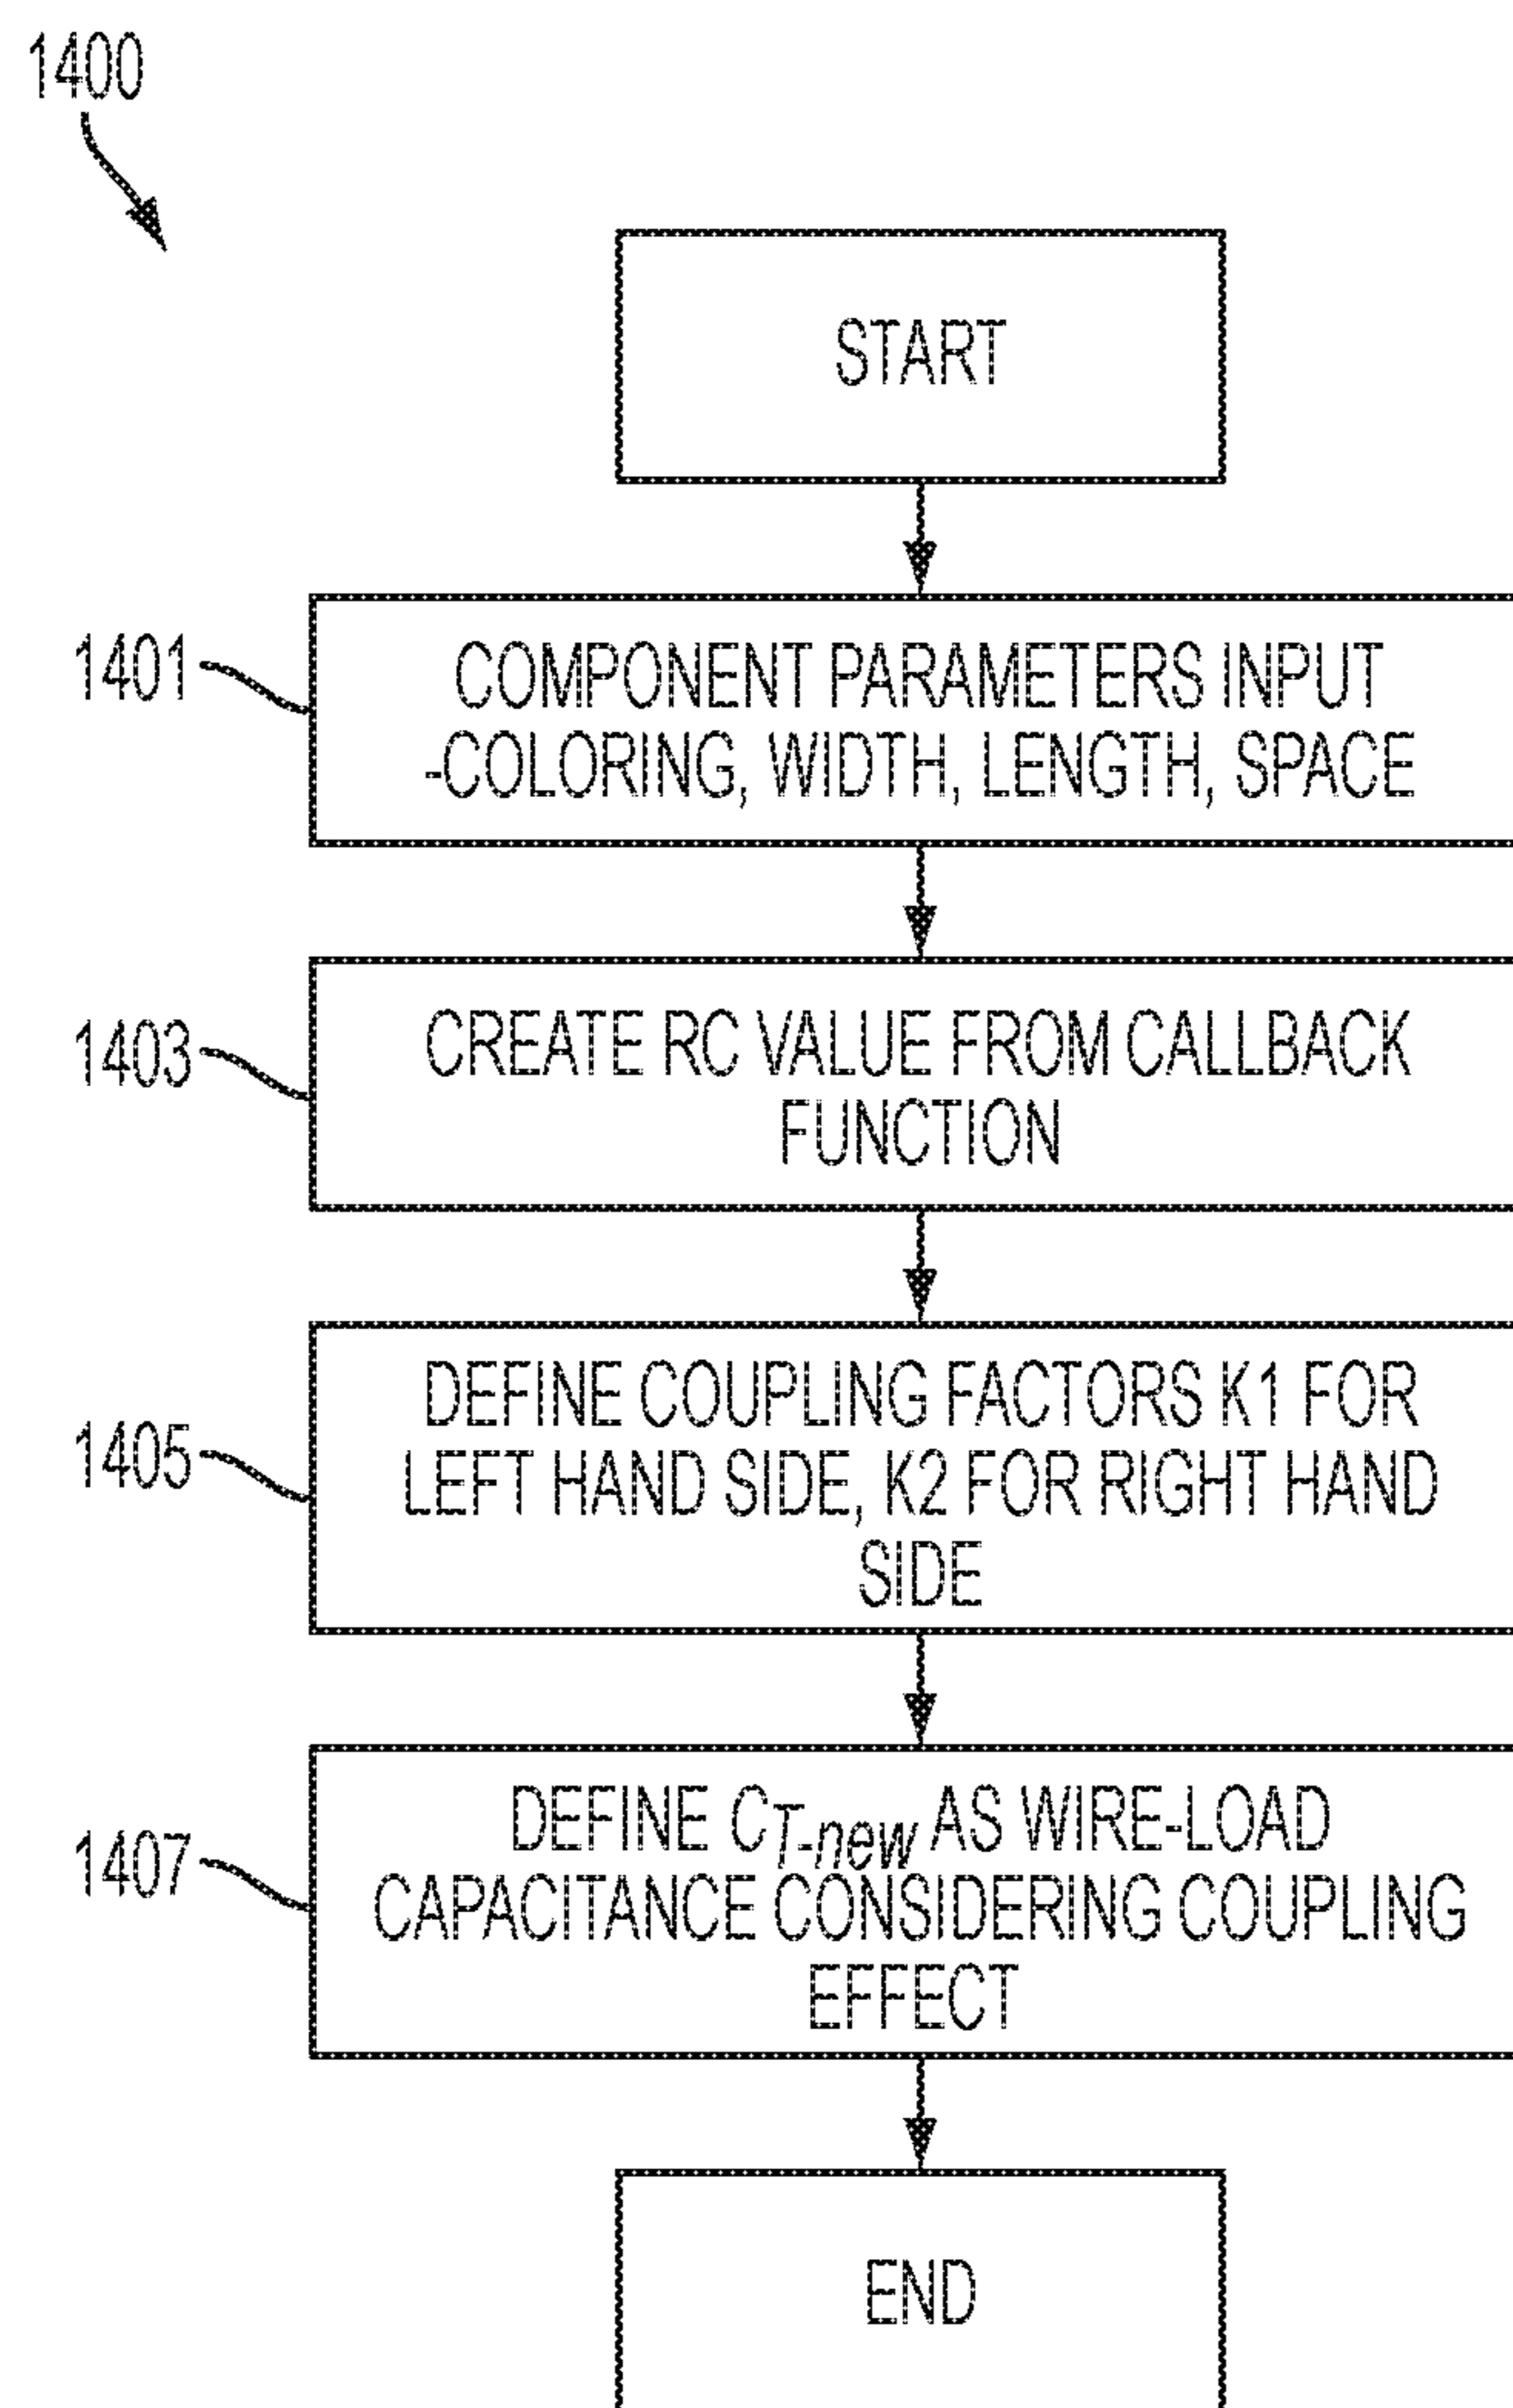 1400
START
1401
COMPONENT PARAMETERS INPUT
-COLORING, WIDTH, LENGTH, SPACE
1403
CREATE RC VALUE FROM CALLBACK
FUNCTION
1405
DEFINE COUPLING FACTORS K1 FOR
LEFT HAND SIDE, K2 FOR RIGHT HAND
SIDE
1407
DEFINE CT-new AS WIRE-LOAD
CAPACITANCE CONSIDERING COUPLING
EFFECT
END